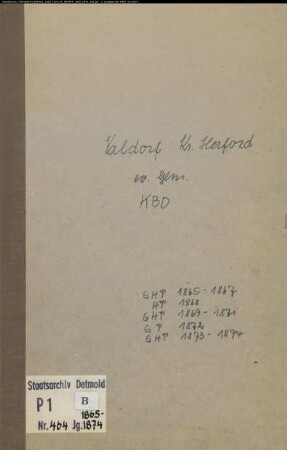 Valdorf Kr. Herford
ev. Gem.
KBD
GHT 1865-1867
HT 1868
GHT 1869-1871
GT 1872
GHT 1873-1874
Staatsarchiv Detmold
P1 B
1865-
Nr. 464 Jg. 1874